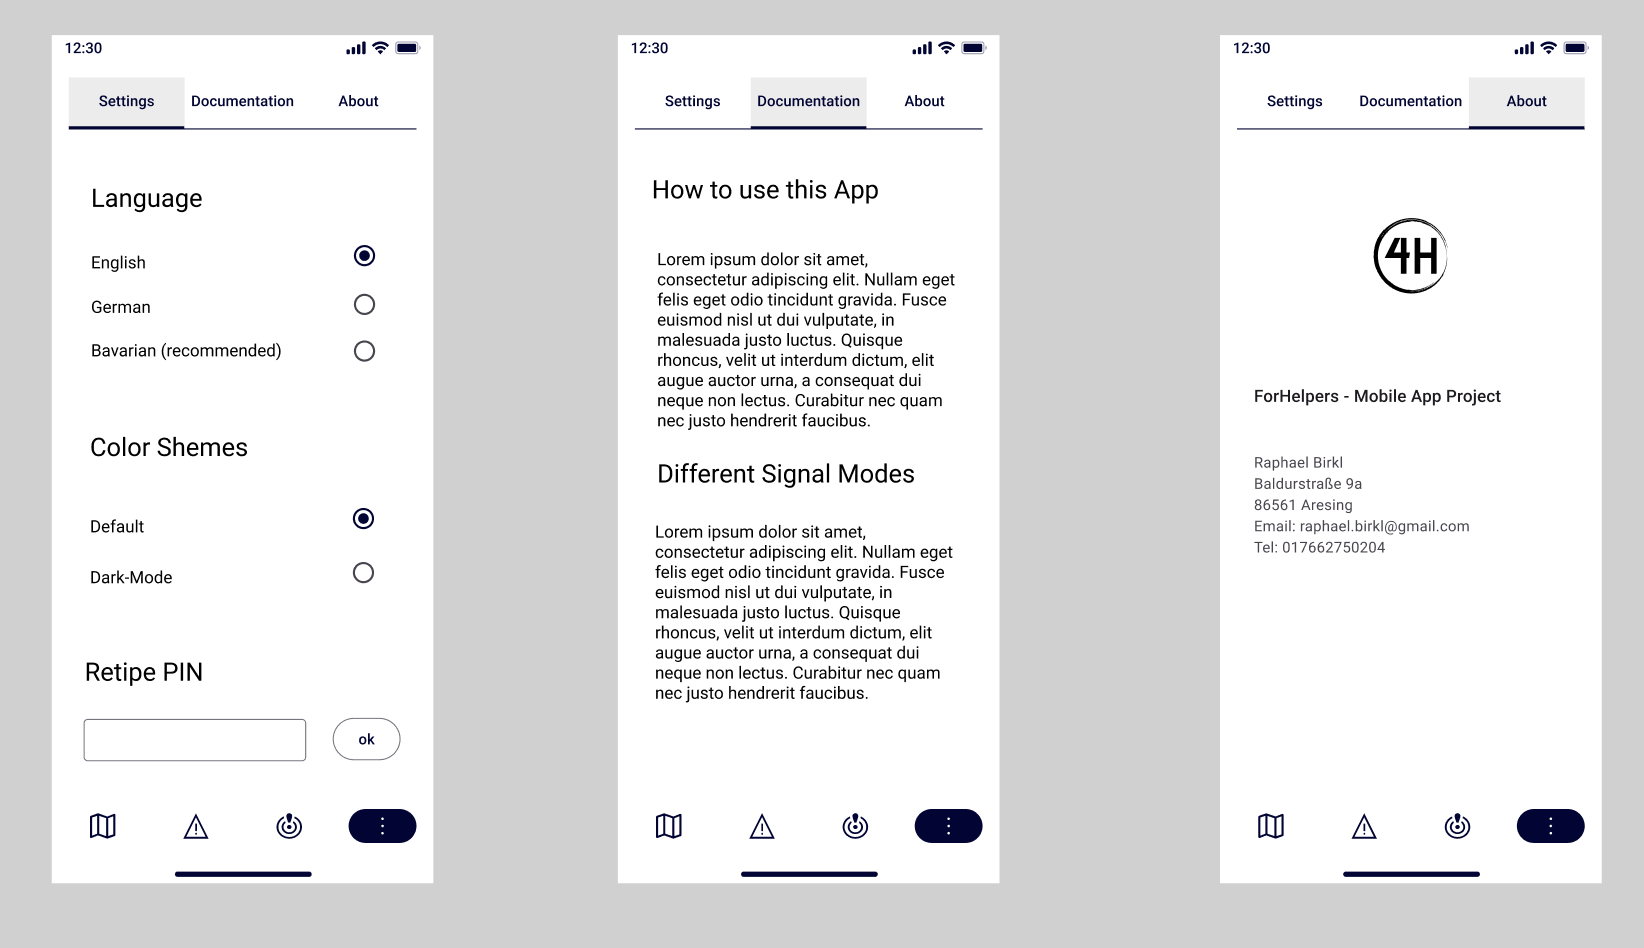 12:30
Settings Documentation About
Language
English
German
Bavarian (recommended)
Color Shemes
Default
Dark-Mode
Retipe PIN
ok
12:30
Settings Documentation About
How to use this App
Lorem ipsum dolor sit amet,
consectetur adipiscing elit. Nullam eget
felis eget odio tincidunt gravida. Fusce
euismod nisl ut dui vulputate, in
malesuada justo luctus. Quisque
rhoncus, velit ut interdum dictum, elit
augue auctor urna, a consequat dui
neque non lectus. Curabitur nec quam
nec justo hendrerit faucibus.
Different Signal Modes
Lorem ipsum dolor sit amet,
consectetur adipiscing elit. Nullam eget
felis eget odio tincidunt gravida. Fusce
euismod nisl ut dui vulputate, in
malesuada justo luctus. Quisque
rhoncus, velit ut interdum dictum, elit
augue auctor urna, a consequat dui
neque non lectus. Curabitur nec quam
nec justo hendrerit faucibus.
12:30
Settings Documentation About
4H
ForHelpers - Mobile App Project
Raphael Birkl
Baldurstraße 9a
86561 Aresing
Email: raphael.birkl@gmail.com
Tel: 017662750204